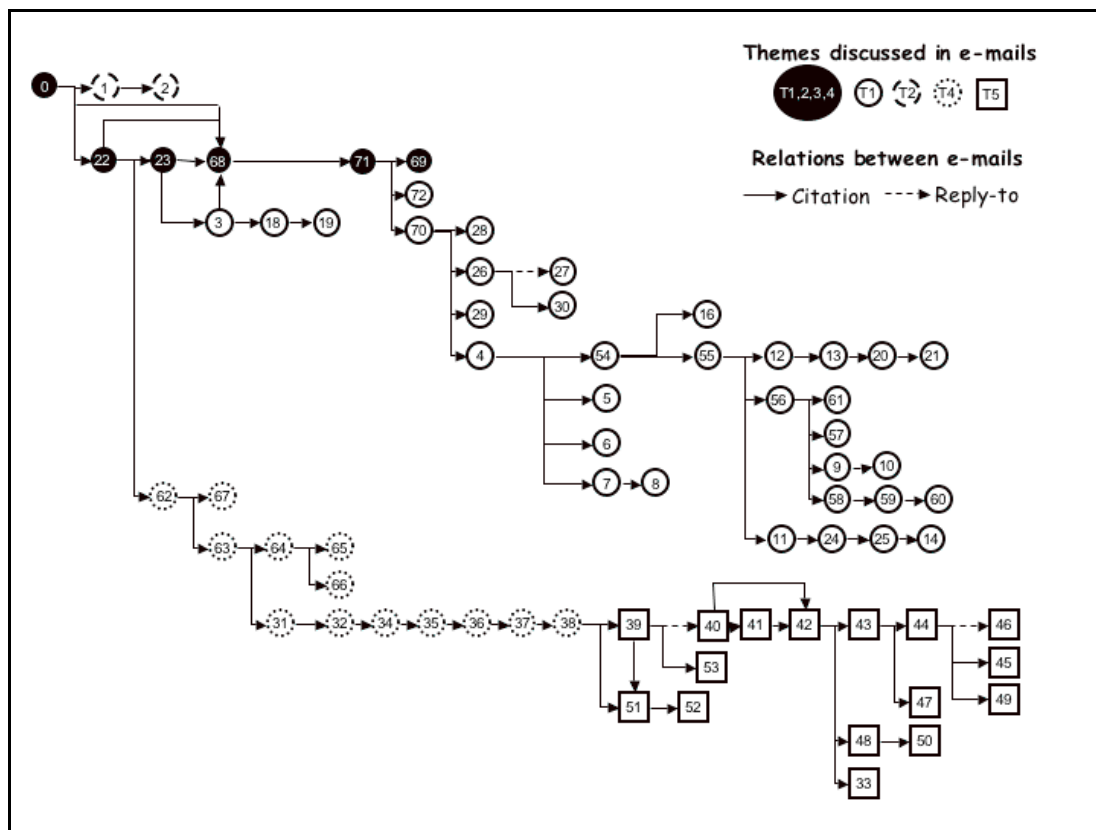 Themes discussed in e-mails
T1,2,3,4 T1 T2 T4 T5
Relations between e-mails
Citation Reply-to
0 1 2
22 23 68 71 69
72
3 18 19 70 28
26 27
30
29 16
4 54 55 12 13 20 21
5 56 61
6 57
9 10
7 8
62 67 58 59 60
11 24 25 14
63 64 65
66
31 32 34 35 36 37 38 39 40 41 42 43 44 46
53 45
49
51 52 47
48 50
33